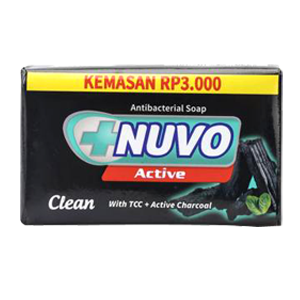 KEMASAN RP3.000
Antibacterial Soap
NUVO
Active
Clean
With TCC + Active Charcoal